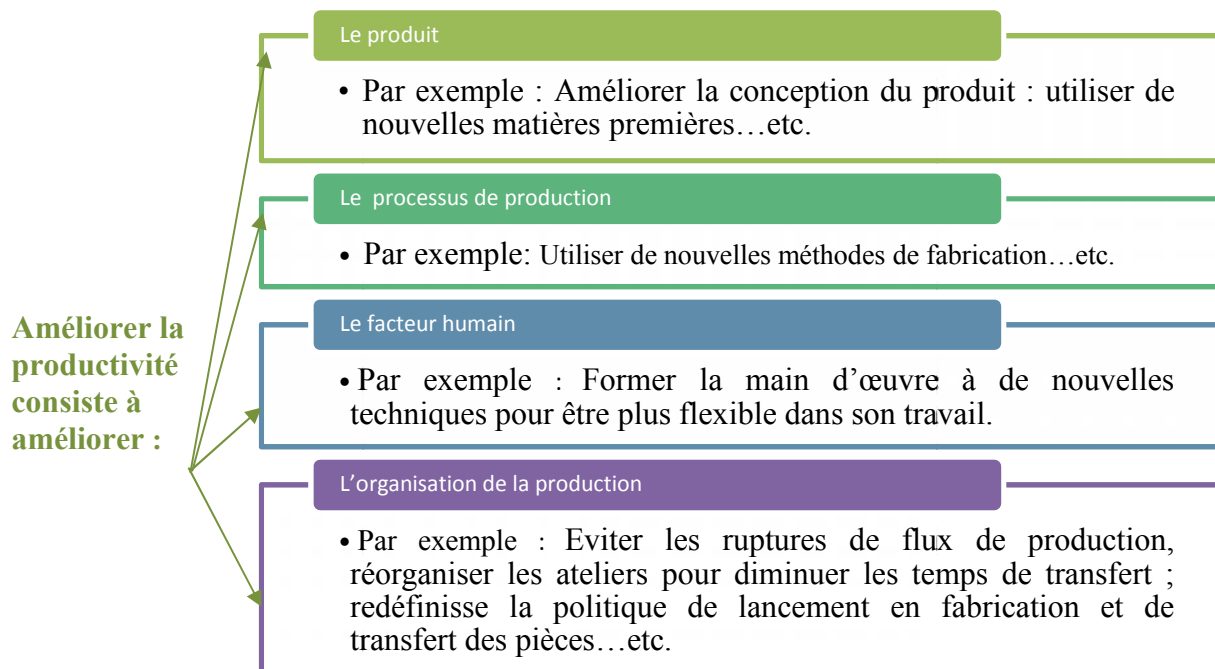 Améliorer la
productivité
consiste à
améliorer :
Le produit
• Par exemple : Améliorer la conception du produit : utiliser de
nouvelles matières premières…etc.
Le  processus de production
• Par exemple: Utiliser de nouvelles méthodes de fabrication…etc.
Le facteur humain
• Par exemple : Former la main d’œuvre à de nouvelles
techniques pour être plus flexible dans son travail.
L’organisation de la production
• Par exemple : Eviter les ruptures de flux de production,
réorganiser les ateliers pour diminuer les temps de transfert ;
redéfinisse la politique de lancement en fabrication et de
transfert des pièces…etc.